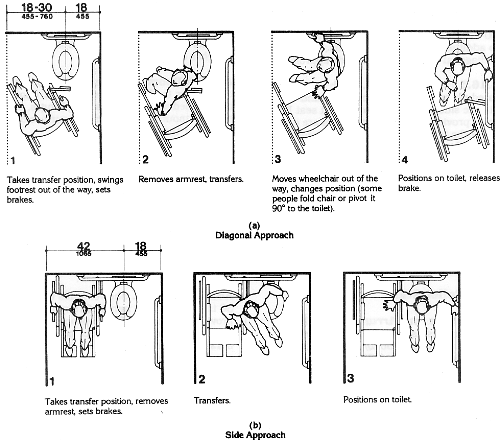 18-30 18
455-760 455
1 2 3 4
Takes transfer position, swings
footrest out of the way, sets
brakes.
Removes armrest, transfers.
Moves wheelchair out of the
way, changes position (some
people fold chair or pivot it
90° to the toilet).
Positions on toilet, releases
brake.
(a)
Diagonal Approach
42 18
1065 455
1 2 3
Takes transfer position, removes
armrest, sets brakes.
Transfers.
Positions on toilet.
(b)
Side Approach